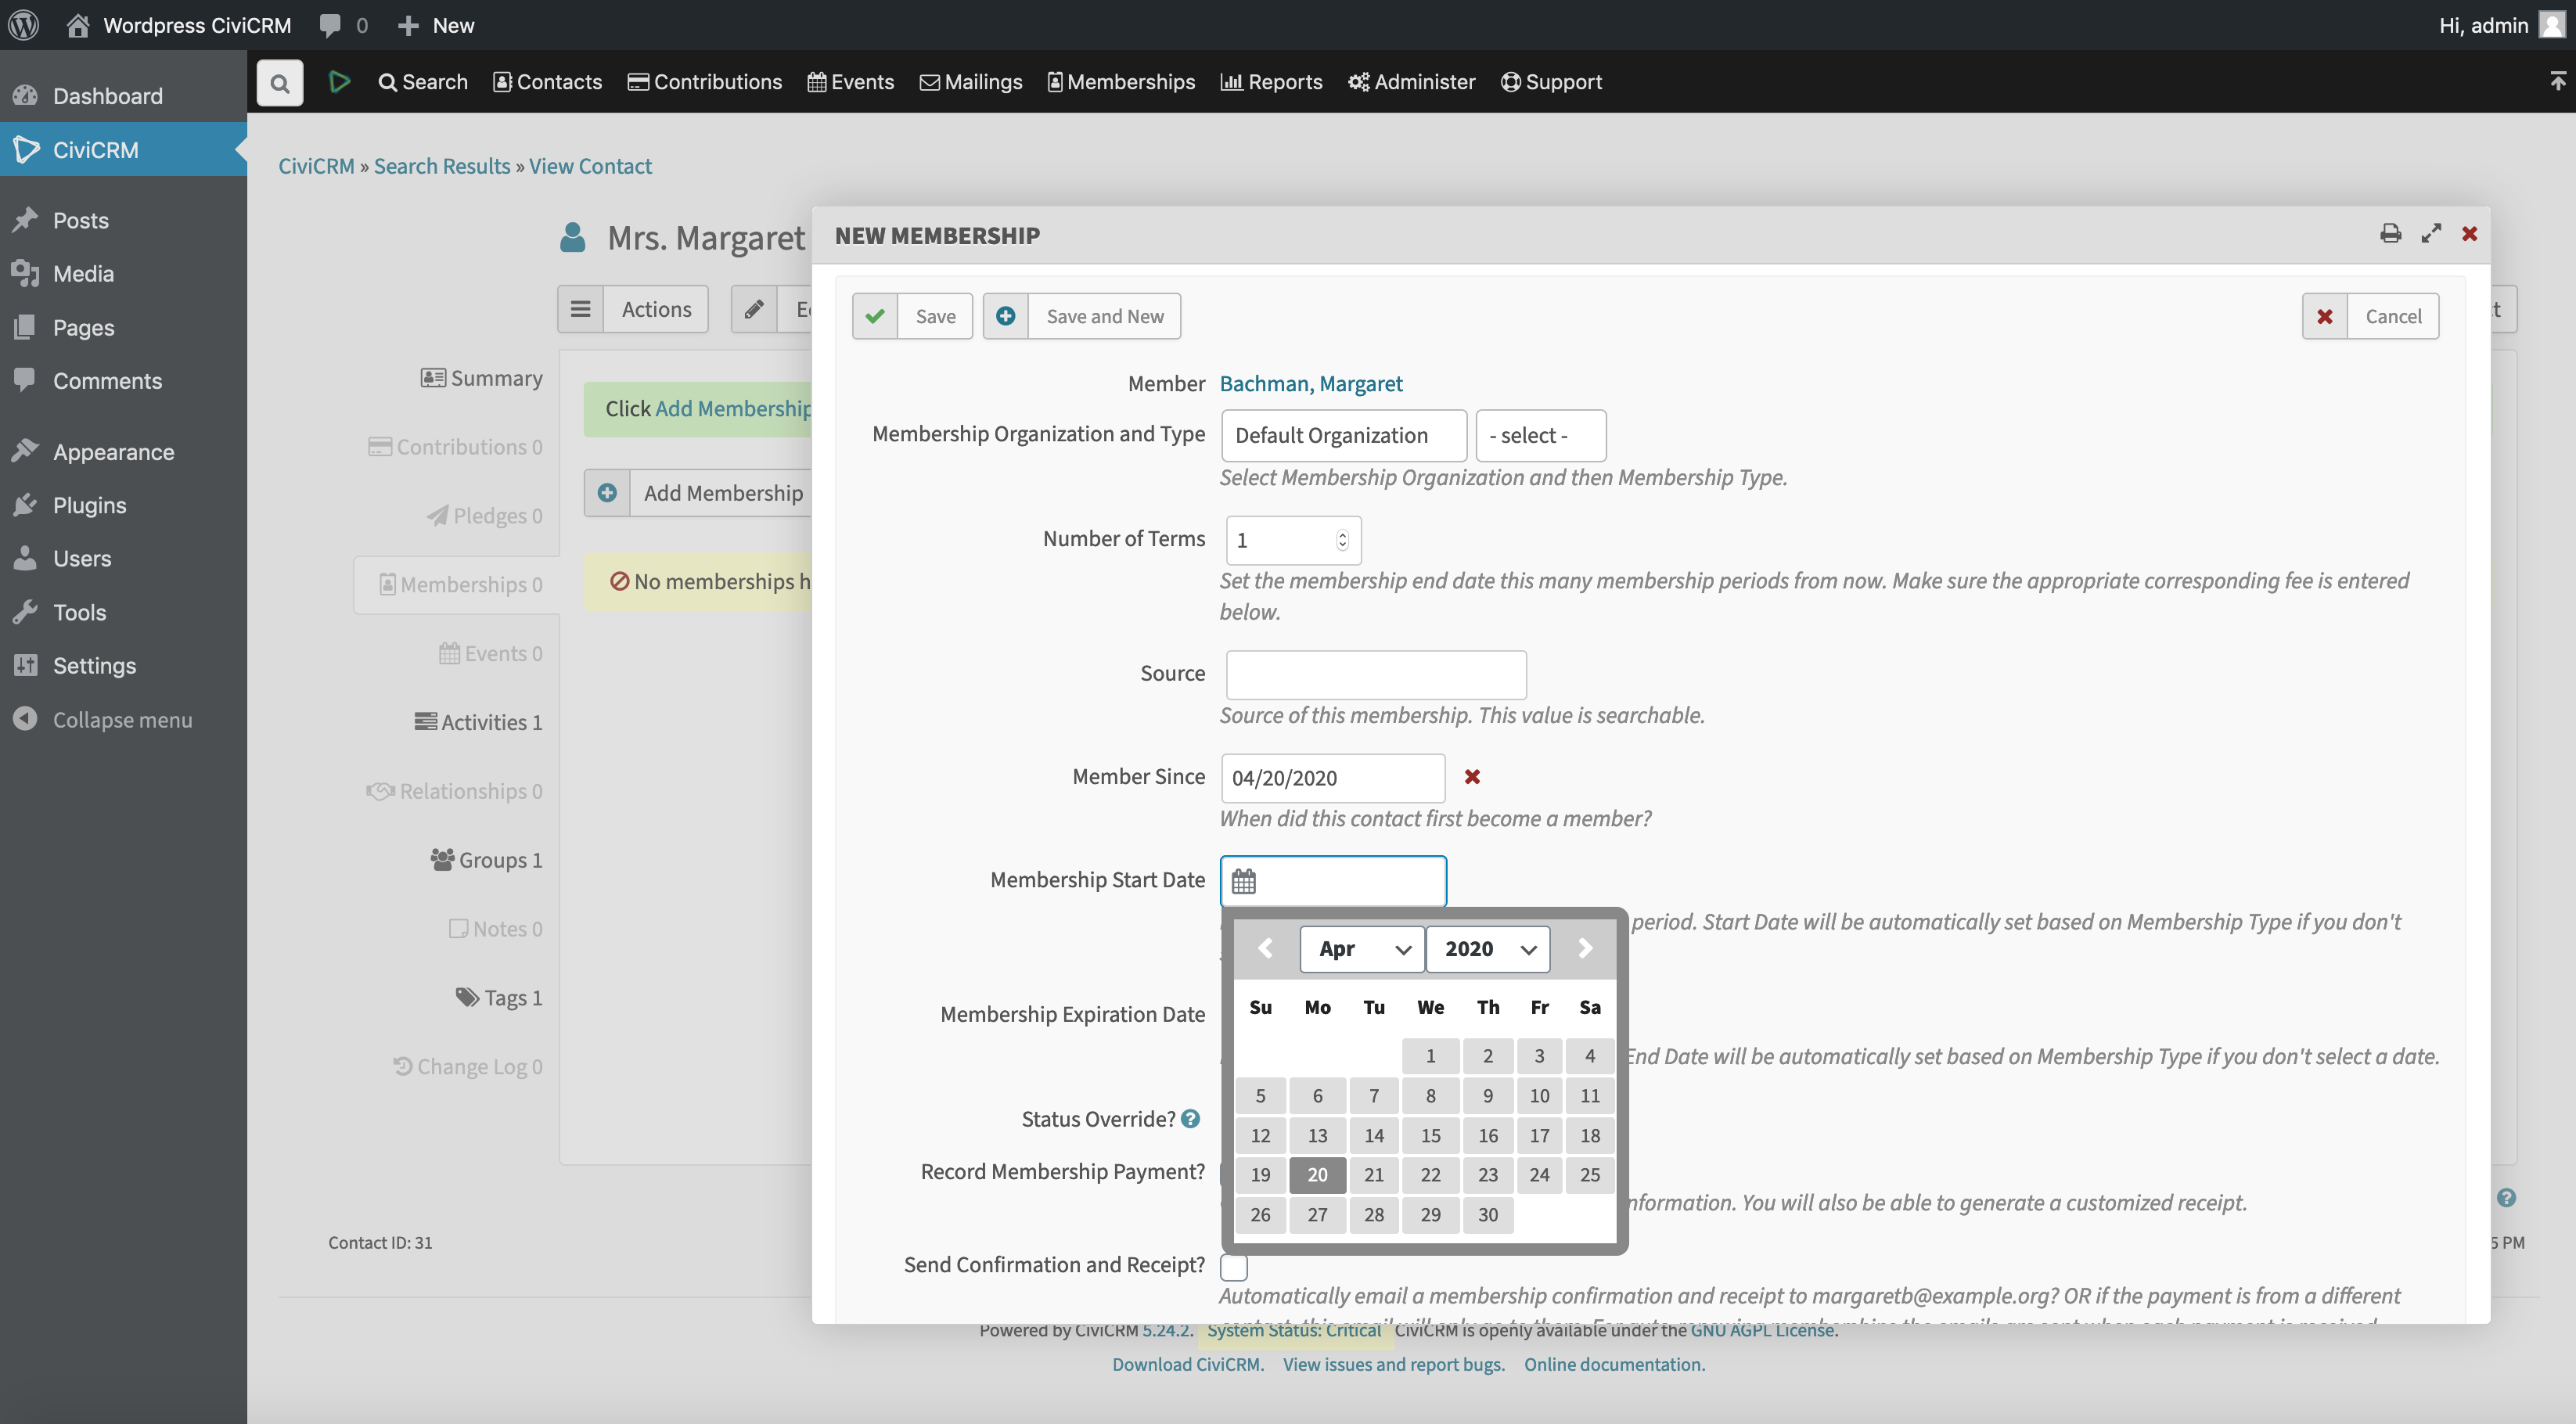 Wordpress CiviCRM 0 New Hi, admin
Dashboard
CiviCRM
Posts
Media
Pages
Comments
Appearance
Plugins
Users
Tools
Settings
Collapse menu
Search Contacts Contributions Events Mailings Memberships Reports Administer Support
CiviCRM » Search Results » View Contact
Mrs. Margaret
Actions
Summary
Contributions 0
Pledges 0
Memberships 0
Events 0
Activities 1
Relationships 0
Groups 1
Notes 0
Tags 1
Change Log 0
Click Add Membership
Add Membership
No memberships
Contact ID: 31
NEW MEMBERSHIP
Save Save and New Cancel
Member Bachman, Margaret
Membership Organization and Type Default Organization - select -
Select Membership Organization and then Membership Type.
Number of Terms 1
Set the membership end date this many membership periods from now. Make sure the appropriate corresponding fee is entered
below.
Source
Source of this membership. This value is searchable.
Member Since 04/20/2020
When did this contact first become a member?
Membership Start Date
period. Start Date will be automatically set based on Membership Type if you don't
Apr 2020
Su Mo Tu We Th Fr Sa
1 2 3 4
5 6 7 8 9 10 11
12 13 14 15 16 17 18
19 20 21 22 23 24 25
26 27 28 29 30
Membership Expiration Date
End Date will be automatically set based on Membership Type if you don't select a date.
Status Override?
Record Membership Payment?
nformation. You will also be able to generate a customized receipt.
Send Confirmation and Receipt?
Automatically email a membership confirmation and receipt to margaretb@example.org? OR if the payment is from a different
5 PM
Powered by CiviCRM 5.24.2. System Status: Critical CiviCRM is openly available under the GNU AGPL License.
Download CiviCRM. View issues and report bugs. Online documentation.